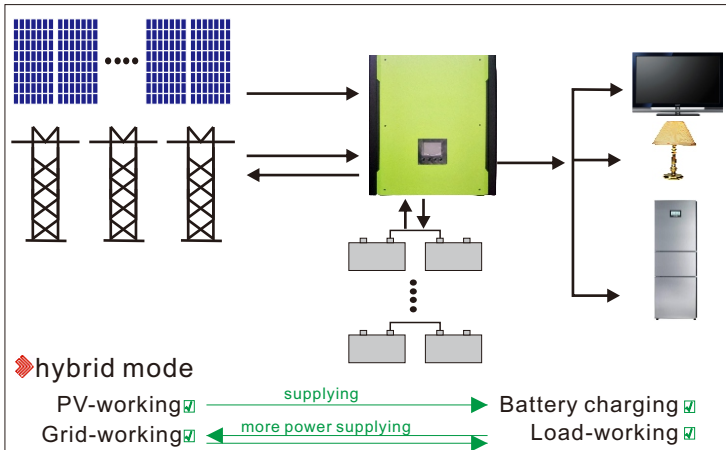 hybrid mode
PV-working
supplying
Battery charging
Grid-working
more power supplying
Load-working